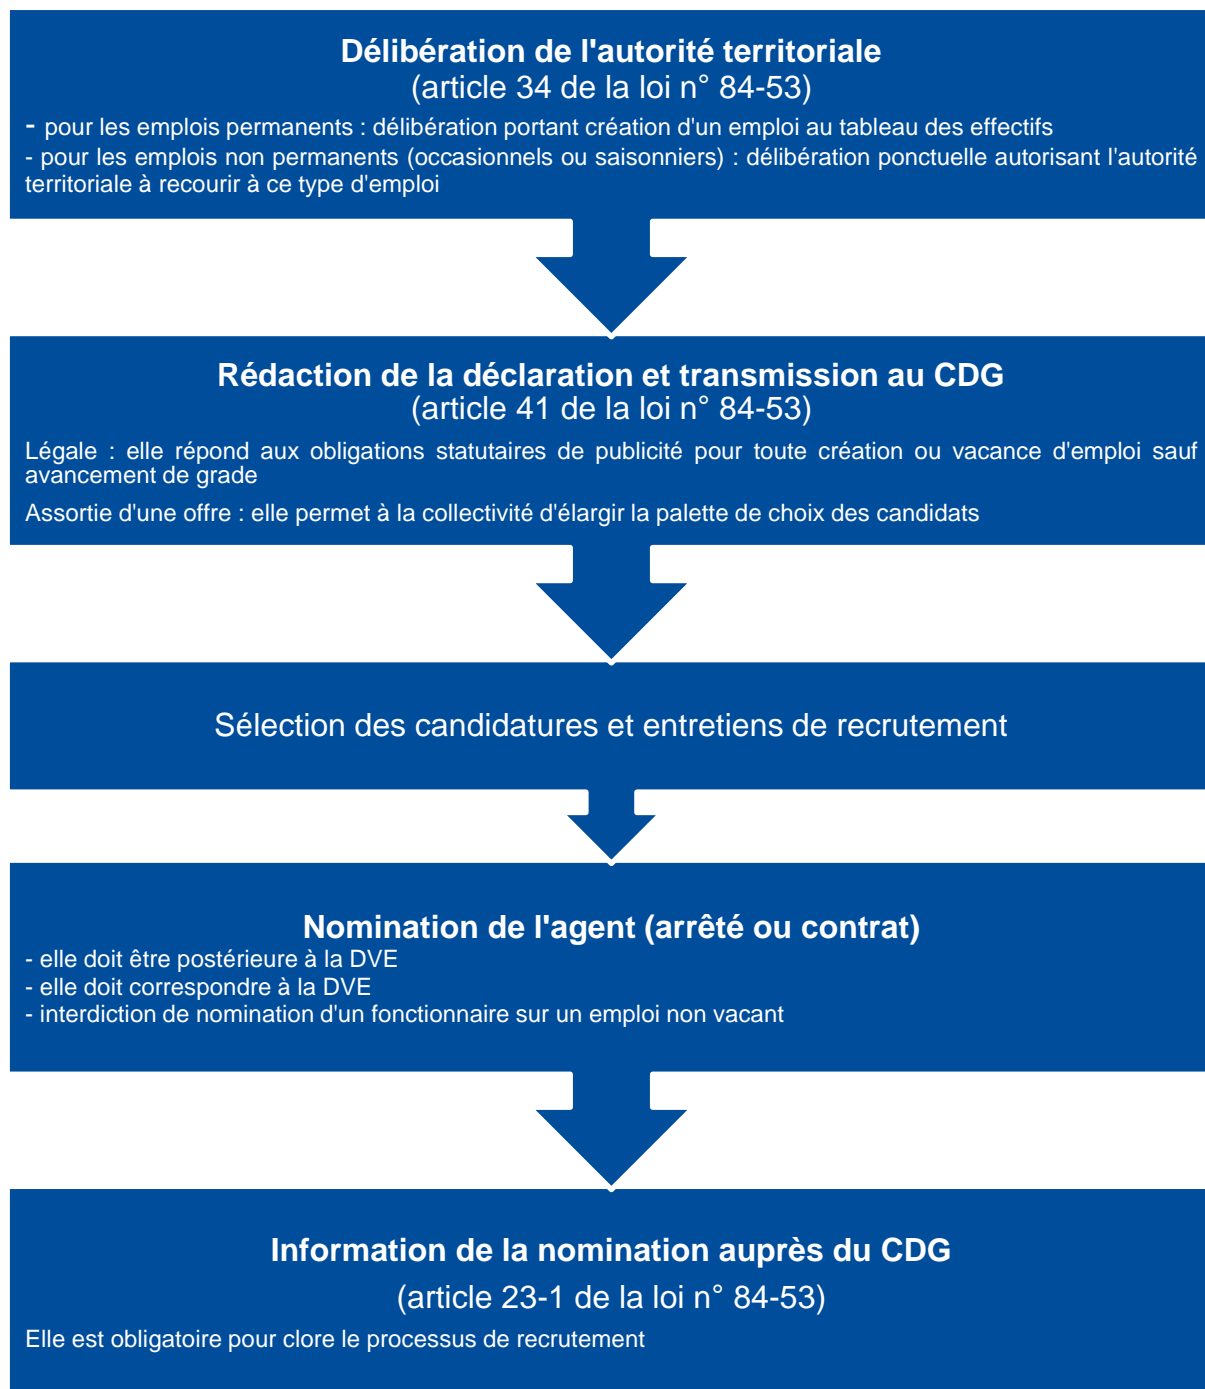 Délibération de l'autorité territoriale
(article 34 de la loi n° 84-53)
- pour les emplois permanents : délibération portant création d'un emploi au tableau des effectifs
- pour les emplois non permanents (occasionnels ou saisonniers) : délibération ponctuelle autorisant l'autorité
territoriale à recourir à ce type d'emploi
Rédaction de la déclaration et transmission au CDG
(article 41 de la loi n° 84-53)
Légale : elle répond aux obligations statutaires de publicité pour toute création ou vacance d'emploi sauf
avancement de grade
Assortie d'une offre : elle permet à la collectivité d'élargir la palette de choix des candidats
Sélection des candidatures et entretiens de recrutement
Nomination de l'agent (arrêté ou contrat)
- elle doit être postérieure à la DVE
- elle doit correspondre à la DVE
- interdiction de nomination d'un fonctionnaire sur un emploi non vacant
Information de la nomination auprès du CDG
(article 23-1 de la loi n° 84-53)
Elle est obligatoire pour clore le processus de recrutement